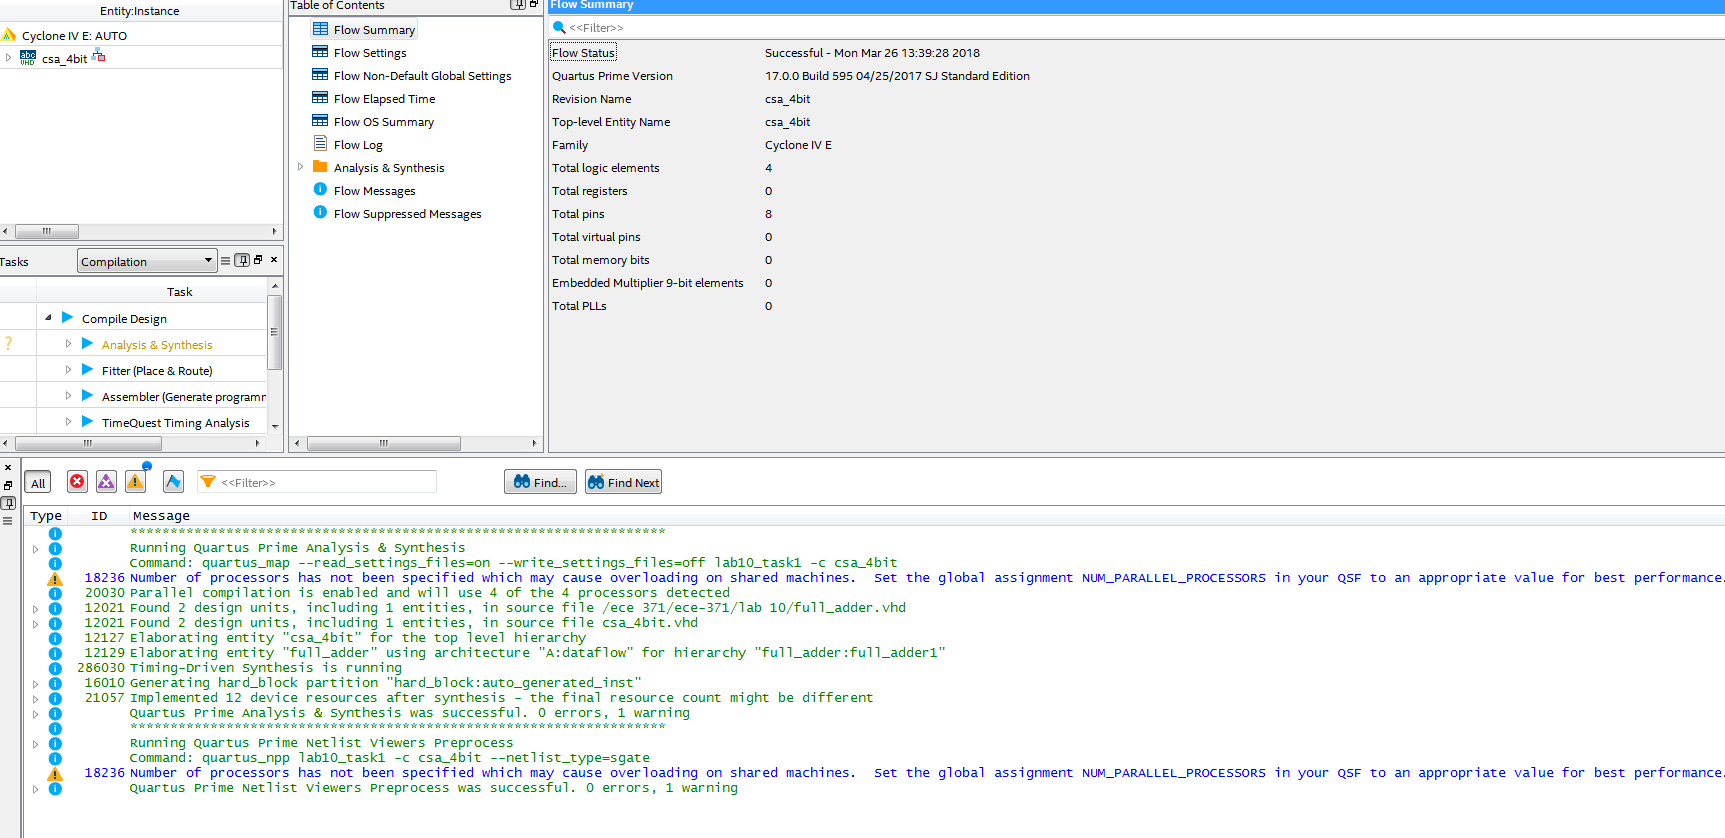 Entity:Instance
Cyclone IV E: AUTO
abc
VHD
csa_4bit
Table of Contents
Flow Summary
Flow Settings
Flow Non-Default Global Settings
Flow Elapsed Time
Flow OS Summary
Flow Log
Analysis & Synthesis
Flow Messages
Flow Suppressed Messages
Flow Summary
<<Filter>>
Flow Status Successful - Mon Mar 26 13:39:28 2018
Quartus Prime Version 17.0.0 Build 595 04/25/2017 SJ Standard Edition
Revision Name csa_4bit
Top-level Entity Name csa_4bit
Family Cyclone IV E
Total logic elements 4
Total registers 0
Total pins 8
Total virtual pins 0
Total memory bits 0
Embedded Multiplier 9-bit elements 0
Total PLLs 0
Tasks Compilation
Task
Compile Design
? Analysis & Synthesis
Fitter (Place & Route)
Assembler (Generate programm
TimeQuest Timing Analysis
All <<Filter>> Find... Find Next
Type ID Message
*******************************************************************
Running Quartus Prime Analysis & Synthesis
Command: quartus_map --read_settings_files=on --write_settings_files=off lab10_task1 -c csa_4bit
18236 Number of processors has not been specified which may cause overloading on shared machines.  Set the global assignment NUM_PARALLEL_PROCESSORS in your QSF to an appropriate value for best performance.
20030 Parallel compilation is enabled and will use 4 of the 4 processors detected
12021 Found 2 design units, including 1 entities, in source file /ece 371/ece-371/lab 10/full_adder.vhd
12021 Found 2 design units, including 1 entities, in source file csa_4bit.vhd
12127 Elaborating entity "csa_4bit" for the top level hierarchy
12129 Elaborating entity "full_adder" using architecture "A:dataflow" for hierarchy "full_adder:full_adder1"
286030 Timing-Driven Synthesis is running
16010 Generating hard_block partition "hard_block:auto_generated_inst"
21057 Implemented 12 device resources after synthesis - the final resource count might be different
Quartus Prime Analysis & Synthesis was successful. 0 errors, 1 warning
*******************************************************************
Running Quartus Prime Netlist Viewers Preprocess
Command: quartus_npp lab10_task1 -c csa_4bit --netlist_type=sgate
18236 Number of processors has not been specified which may cause overloading on shared machines.  Set the global assignment NUM_PARALLEL_PROCESSORS in your QSF to an appropriate value for best performance.
Quartus Prime Netlist Viewers Preprocess was successful. 0 errors, 1 warning